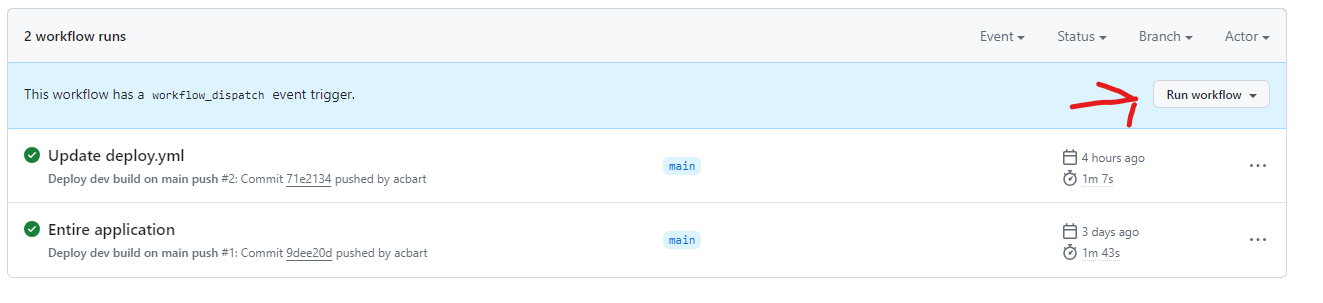 2 workflow runs Event Status Branch Actor
This workflow has a workflow_dispatch event trigger. Run workflow
Update deploy.yml main 4 hours ago
Deploy dev build on main push #2: Commit 71e2134 pushed by acbart 1m 7s
Entire application main 3 days ago
Deploy dev build on main push #1: Commit 9dee20d pushed by acbart 1m 43s